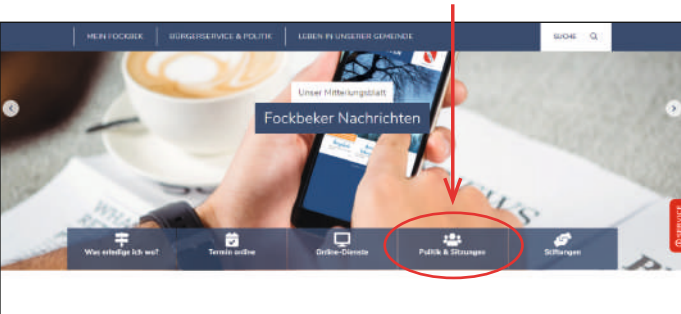 MEIN FOCKBEK
BÜRGERSERVICE & POLITIK
LEBEN IN UNSERER GEMEINDE
SUCHE
Unser Mitteilungsblatt
Fockbeker Nachrichten
SERVICE
Was erledige ich wo?
Termin online
Online-Dienste
Politik & Sitzungen
Stiftungen